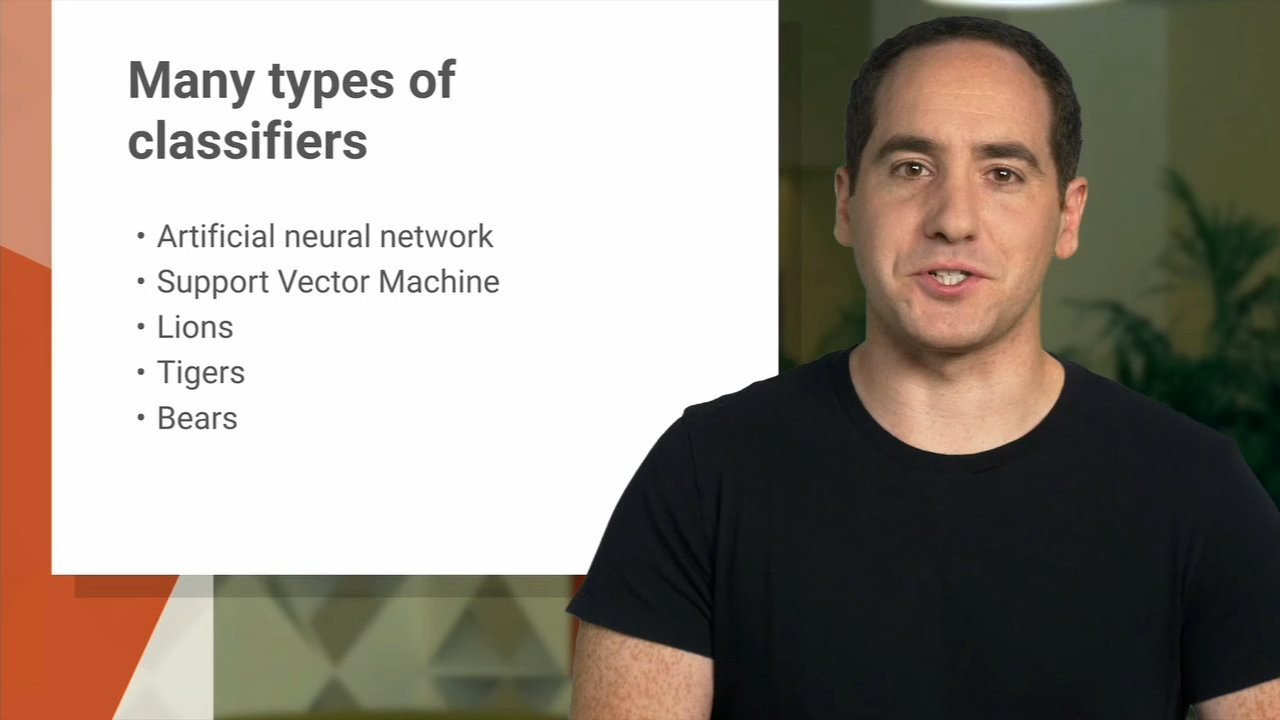 Many types of
classifiers
• Artificial neural network
• Support Vector Machine
• Lions
• Tigers
• Bears